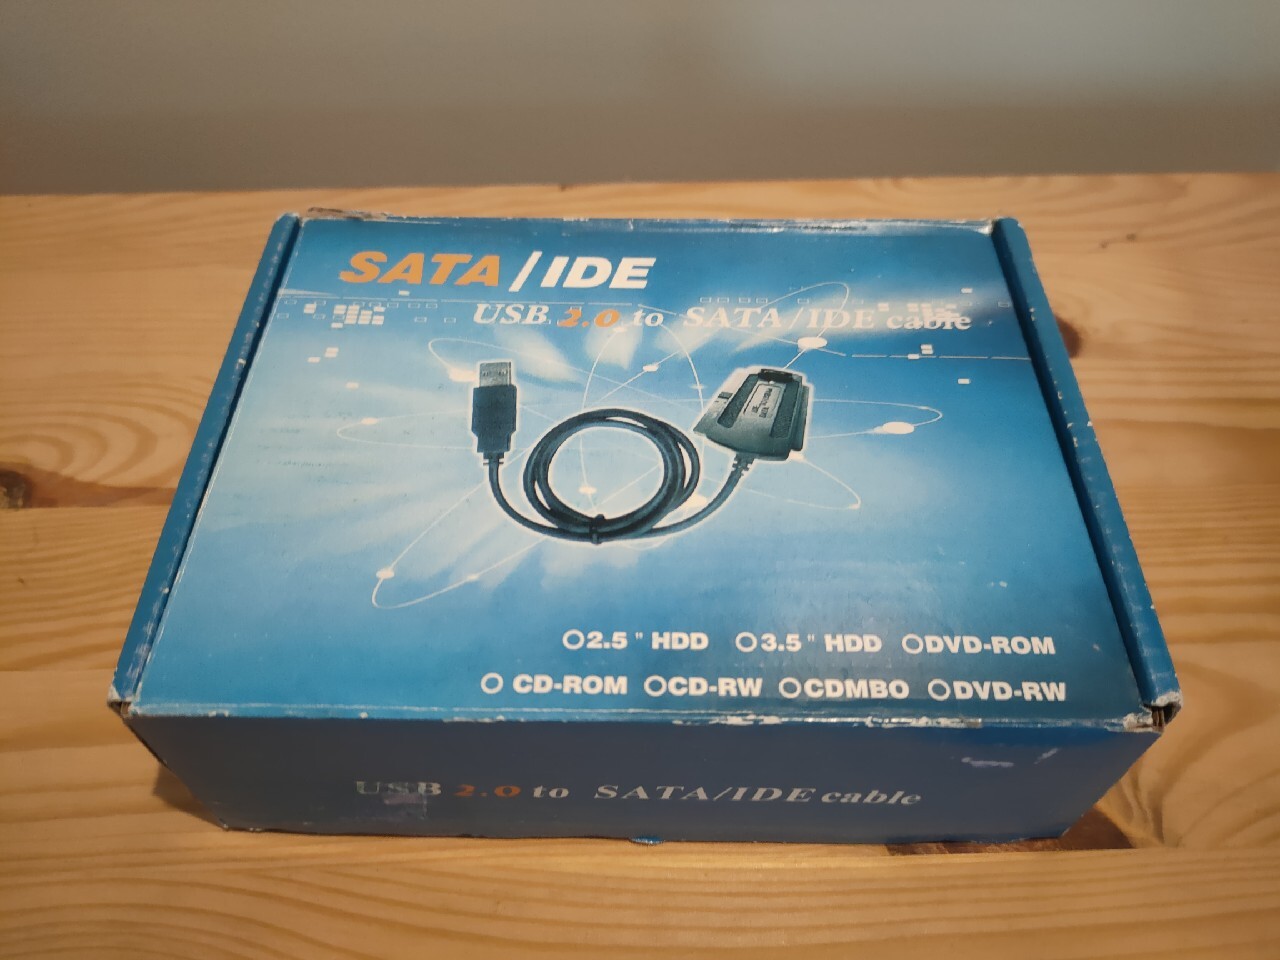 SATA/IDE
USB 2.0 to SATA/IDE cable
2.5" HDD 3.5" HDD DVD-ROM
CD-ROM CD-RW CDMBO DVD-RW
USB 2.0 to SATA/IDE cable